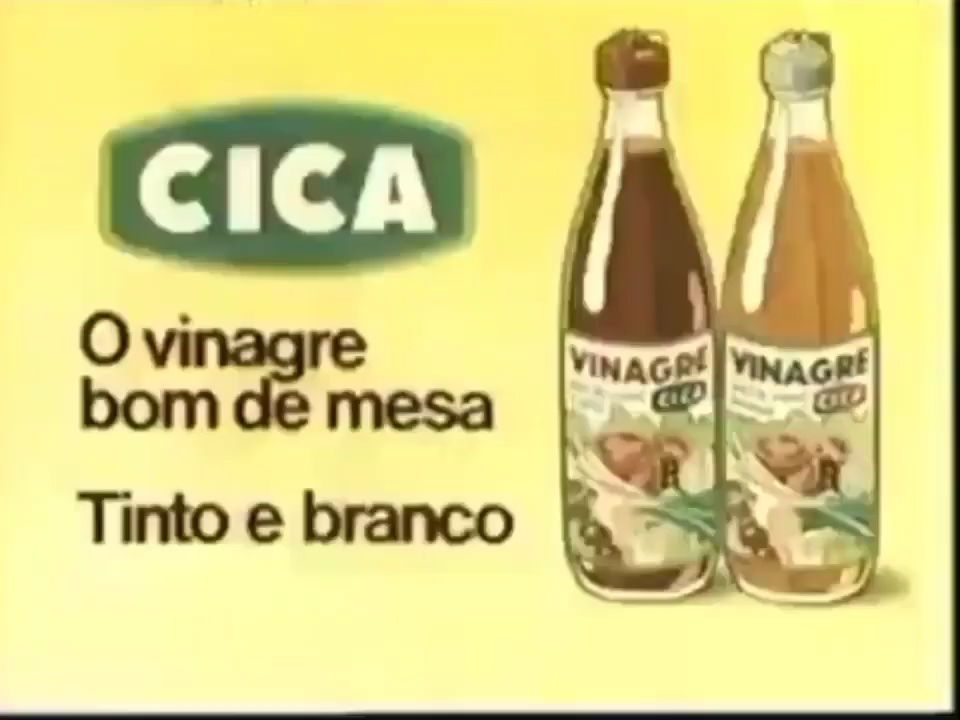 CICA
O vinagre
bom de mesa
Tinto e branco
VINAGRE
CICA
VINAGRE
CICA